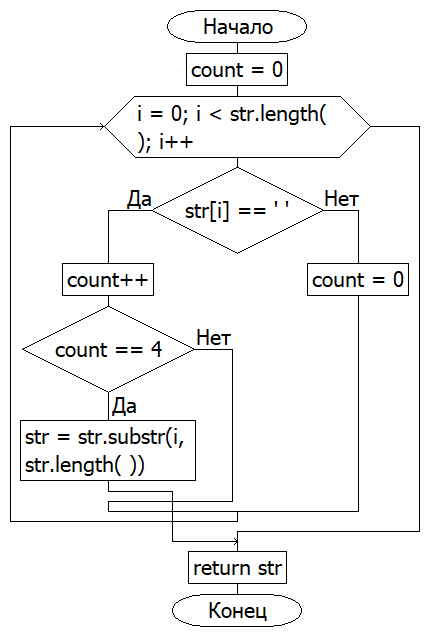 Начало
count = 0
i = 0; i < str.length(
); i++
Да
Нет
str[i] == ' '
count++
count = 0
Нет
count == 4
Да
str = str.substr(i,
str.length( ))
return str
Конец